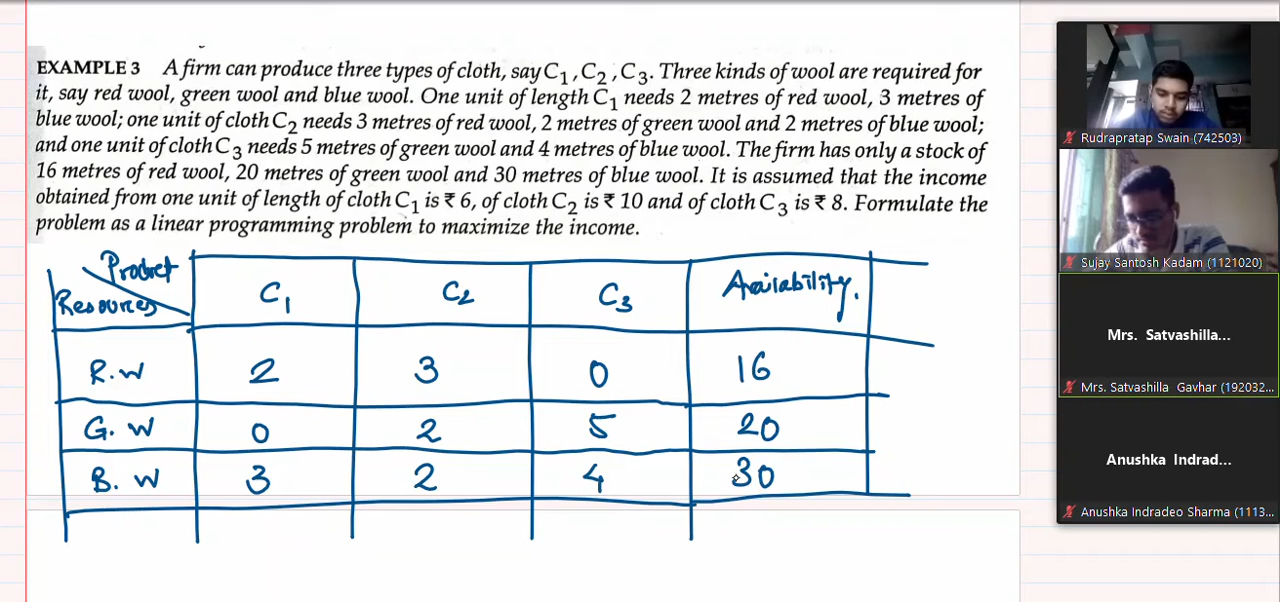 EXAMPLE 3 A firm can produce three types of cloth, say C₁, C₂, C₃. Three kinds of wool are required for
it, say red wool, green wool and blue wool. One unit of length C₁ needs 2 metres of red wool, 3 metres of
blue wool; one unit of cloth C₂ needs 3 metres of red wool, 2 metres of green wool and 2 metres of blue wool;
and one unit of cloth C₃ needs 5 metres of green wool and 4 metres of blue wool. The firm has only a stock of
16 metres of red wool, 20 metres of green wool and 30 metres of blue wool. It is assumed that the income
obtained from one unit of length of cloth C₁ is ₹ 6, of cloth C₂ is ₹ 10 and of cloth C₃ is ₹ 8. Formulate the
problem as a linear programming problem to maximize the income.
Product
Resources C₁ C₂ C₃ Avaiability.
R.W 2 3 0 16
G.W 0 2 5 20
B.W 3 2 4 30
Rudrapratap Swain (742503)
Sujay Santosh Kadam (1121020)
Mrs. Satvashilla...
Mrs. Satvashilla Gavhar (192032...
Anushka Indrad...
Anushka Indradeo Sharma (1113...